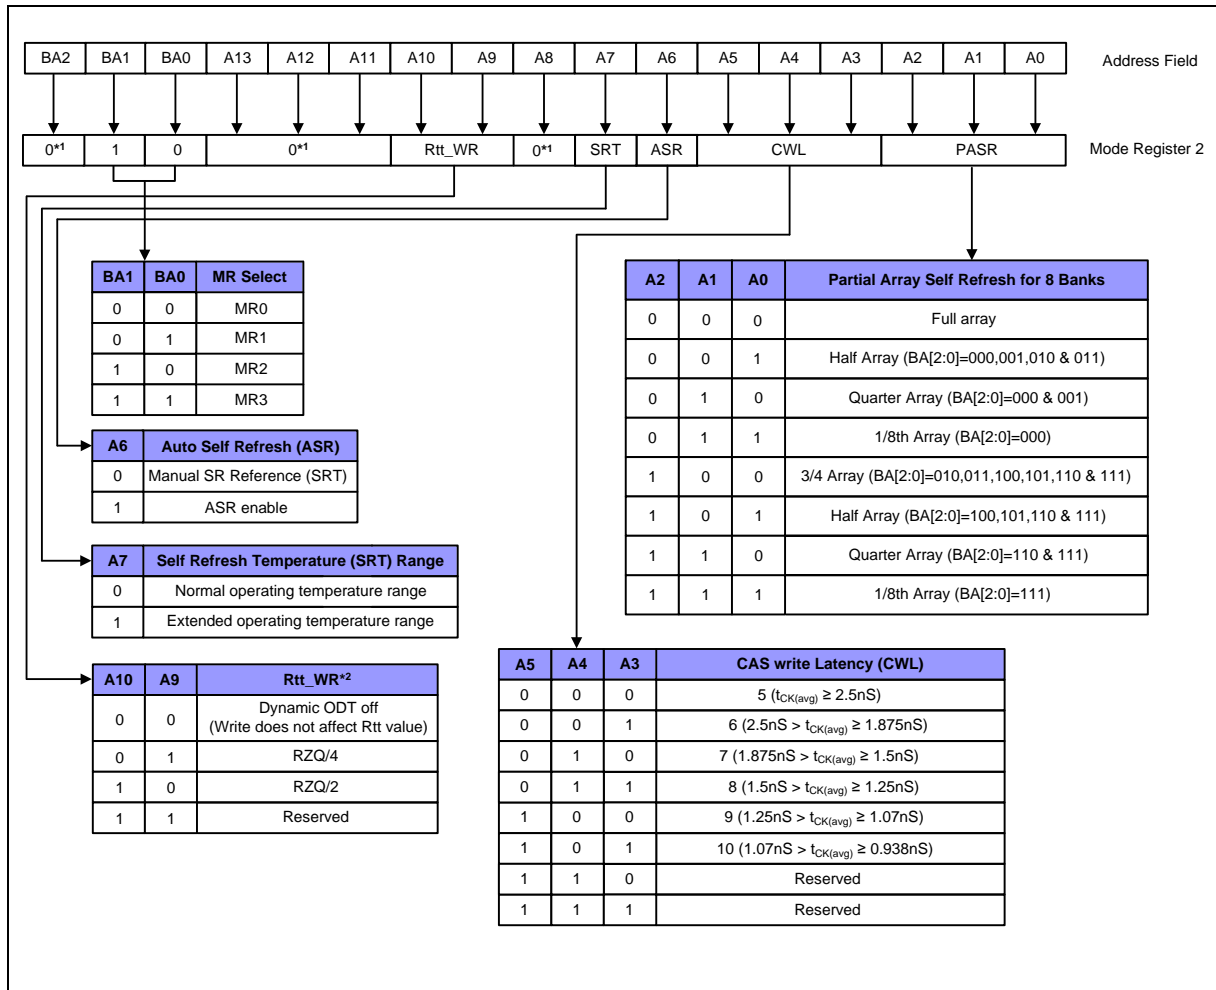 BA2 BA1 BA0 A13 A12 A11 A10 A9 A8 A7 A6 A5 A4 A3 A2 A1 A0 Address Field
0*1 1 0 0*1 Rtt_WR 0*1 SRT ASR CWL PASR Mode Register 2
BA1 BA0 MR Select
0 0 MR0
0 1 MR1
1 0 MR2
1 1 MR3
A6 Auto Self Refresh (ASR)
0 Manual SR Reference (SRT)
1 ASR enable
A7 Self Refresh Temperature (SRT) Range
0 Normal operating temperature range
1 Extended operating temperature range
A10 A9 Rtt_WR*2
0 0 Dynamic ODT off
(Write does not affect Rtt value)
0 1 RZQ/4
1 0 RZQ/2
1 1 Reserved
A2 A1 A0 Partial Array Self Refresh for 8 Banks
0 0 0 Full array
0 0 1 Half Array (BA[2:0]=000,001,010 & 011)
0 1 0 Quarter Array (BA[2:0]=000 & 001)
0 1 1 1/8th Array (BA[2:0]=000)
1 0 0 3/4 Array (BA[2:0]=010,011,100,101,110 & 111)
1 0 1 Half Array (BA[2:0]=100,101,110 & 111)
1 1 0 Quarter Array (BA[2:0]=110 & 111)
1 1 1 1/8th Array (BA[2:0]=111)
A5 A4 A3 CAS write Latency (CWL)
0 0 0 5 (tCK(avg) ≥ 2.5nS)
0 0 1 6 (2.5nS > tCK(avg) ≥ 1.875nS)
0 1 0 7 (1.875nS > tCK(avg) ≥ 1.5nS)
0 1 1 8 (1.5nS > tCK(avg) ≥ 1.25nS)
1 0 0 9 (1.25nS > tCK(avg) ≥ 1.07nS)
1 0 1 10 (1.07nS > tCK(avg) ≥ 0.938nS)
1 1 0 Reserved
1 1 1 Reserved